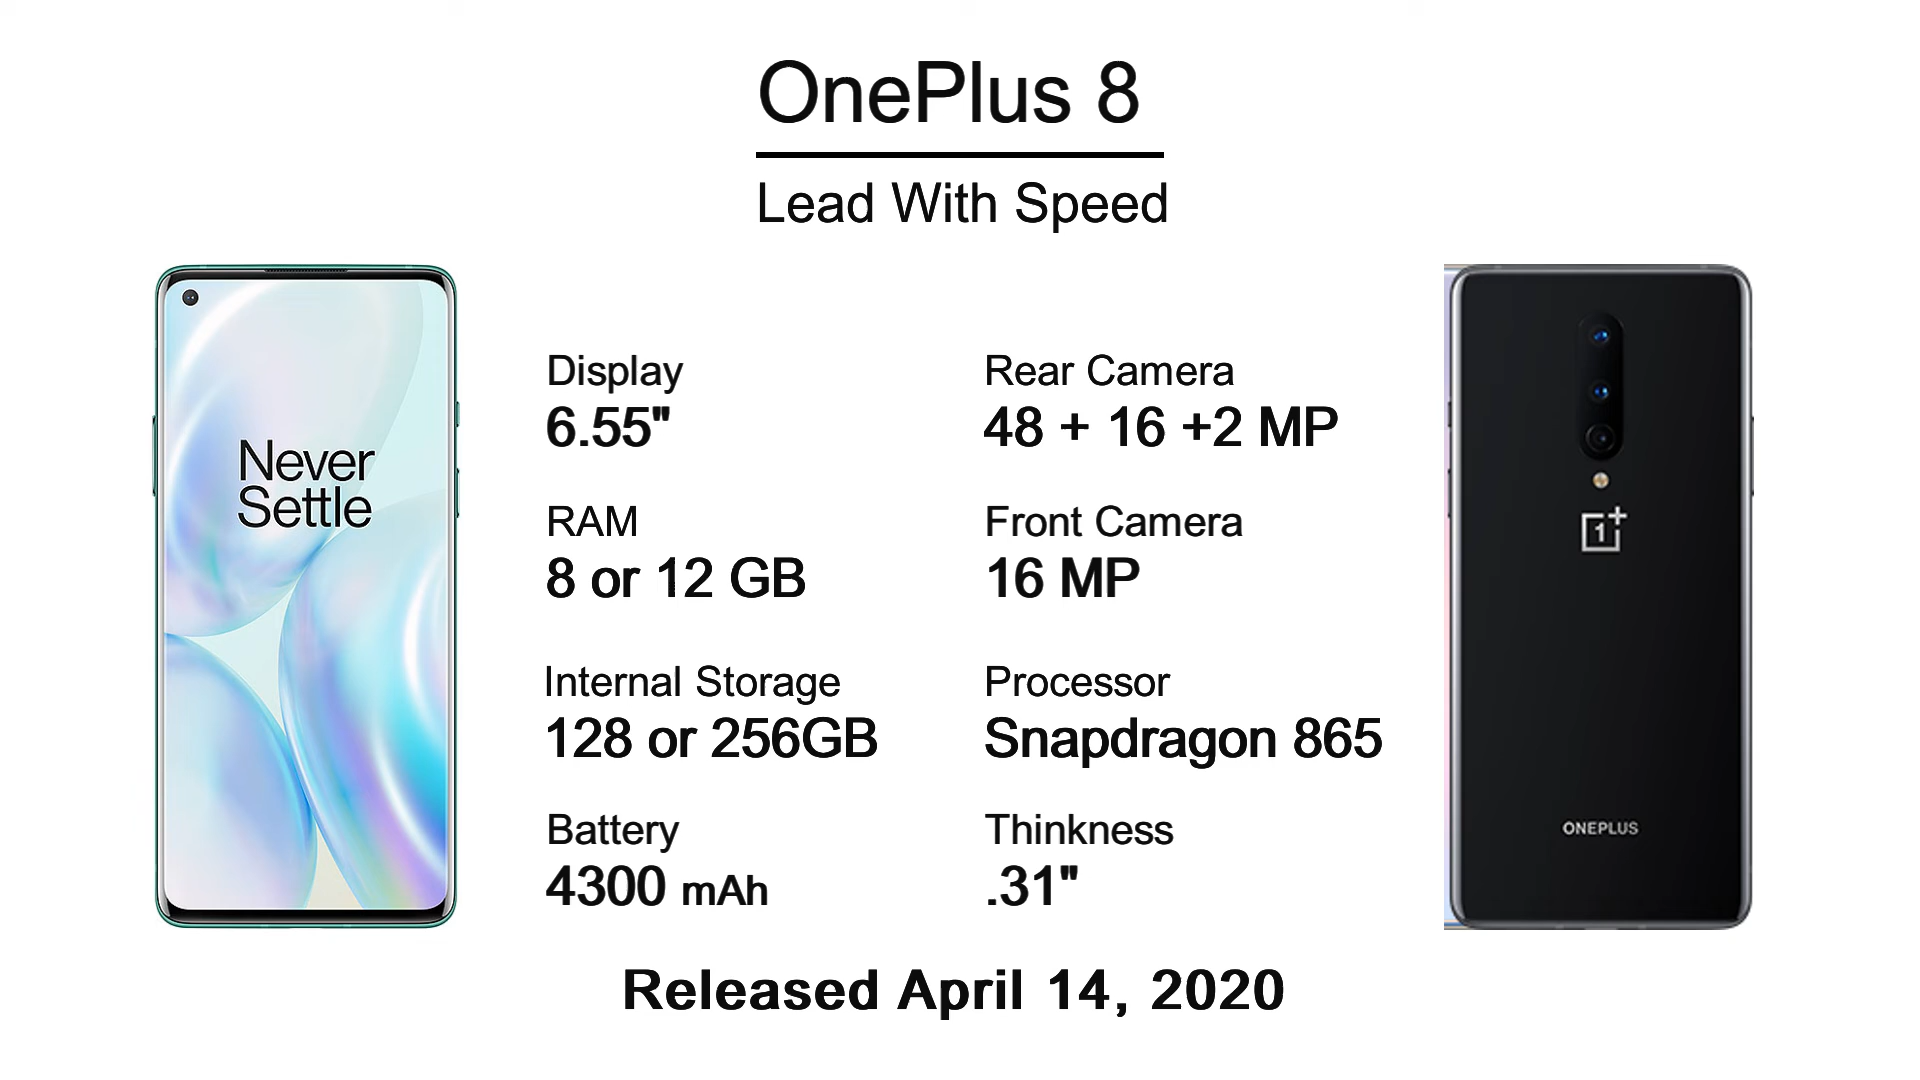 OnePlus 8
Lead With Speed
Never
Settle
Display
6.55"
RAM
8 or 12 GB
Internal Storage
128 or 256GB
Battery
4300 mAh
Rear Camera
48 + 16 +2 MP
Front Camera
16 MP
Processor
Snapdragon 865
Thinkness
.31"
1+
ONEPLUS
Released April 14, 2020